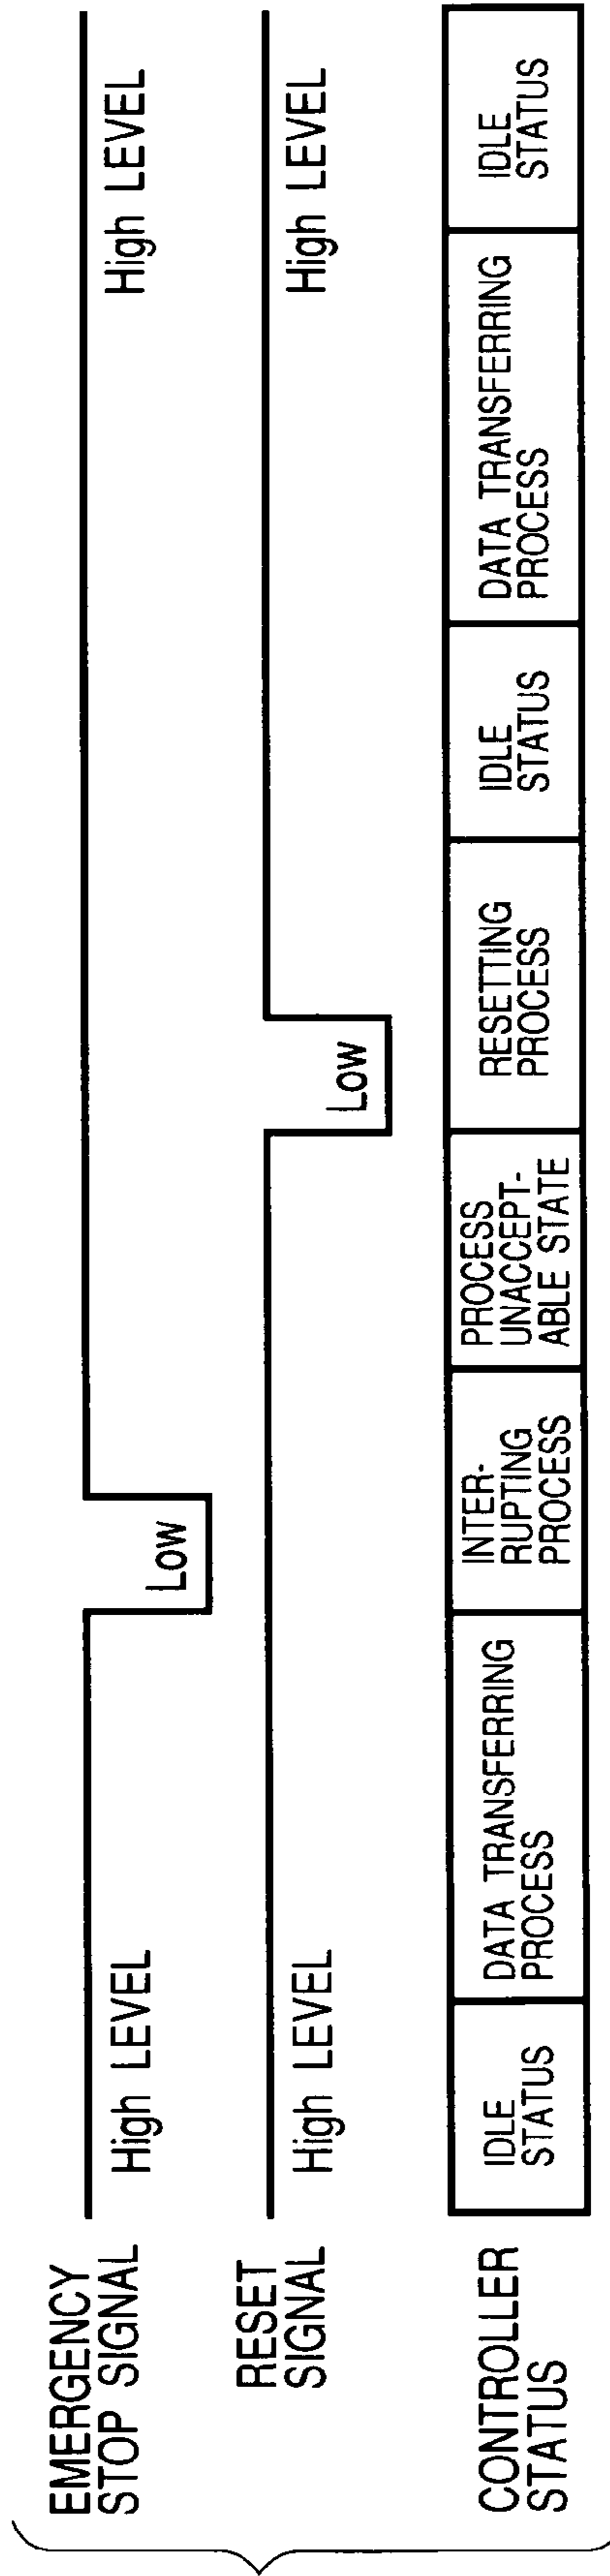 EMERGENCY
STOP SIGNAL
High LEVEL
Low
High LEVEL
RESET
SIGNAL
High LEVEL
Low
High LEVEL
CONTROLLER
STATUS
IDLE
STATUS
DATA TRANSFERRING
PROCESS
INTER-
RUPTING
PROCESS
PROCESS
UNACCEPT-
ABLE STATE
RESETTING
PROCESS
IDLE
STATUS
DATA TRANSFERRING
PROCESS
IDLE
STATUS